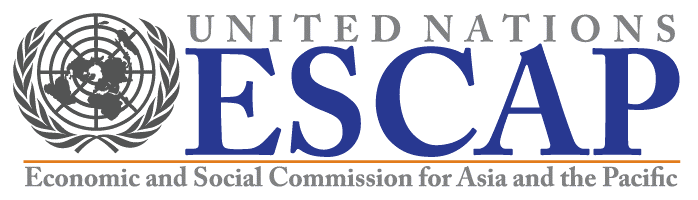 UNITED NATIONS
ESCAP
Economic and Social Commission for Asia and the Pacific